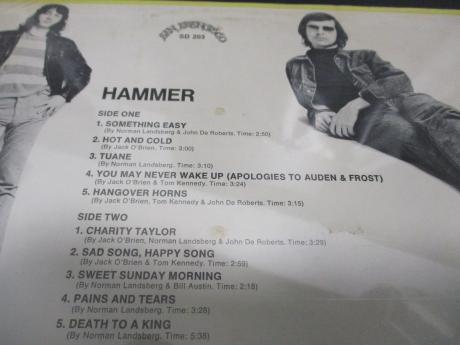 SAN FRANCISCO
SD 203
HAMMER
SIDE ONE
1. SOMETHING EASY
(By Norman Landsberg & John De Roberts. Time: 2:50)
2. HOT AND COLD
(By Jack O'Brien. Time: 3:00)
3. TUANE
(By Norman Landsberg. Time: 3:10)
4. YOU MAY NEVER WAKE UP (APOLOGIES TO AUDEN & FROST)
(By Jack O'Brien & Tom Kennedy. Time: 3:24)
5. HANGOVER HORNS
(By Jack O'Brien, Tom Kennedy & John De Roberts. Time: 3:15)
SIDE TWO
1. CHARITY TAYLOR
(By Jack O'Brien, Norman Landsberg & John De Roberts. Time: 3:29)
2. SAD SONG, HAPPY SONG
(By Jack O'Brien & Tom Kennedy. Time: 2:59)
3. SWEET SUNDAY MORNING
(By Norman Landsberg & Bill Austin. Time: 2:18)
4. PAINS AND TEARS
(By Norman Landsberg. Time: 3:28)
5. DEATH TO A KING
(By Norman Landsberg. Time: 5:38)